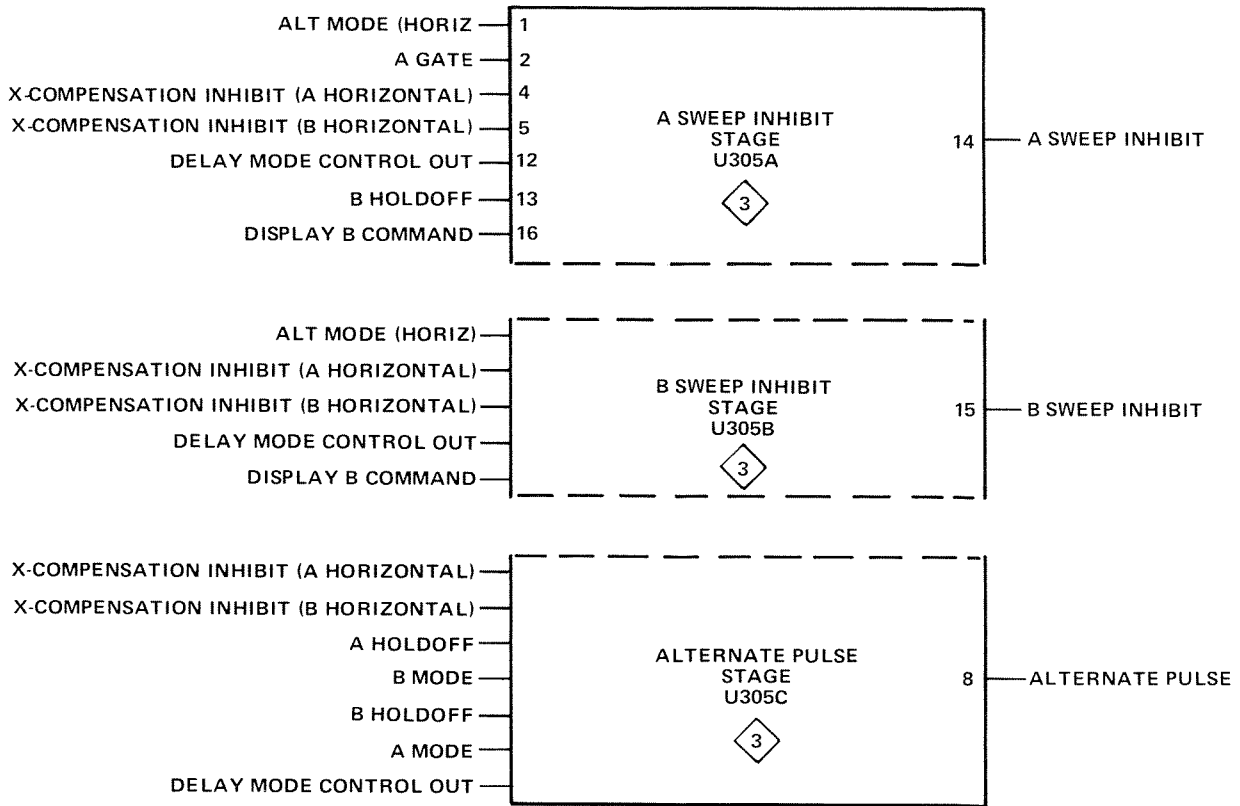 ALT MODE (HORIZ 1
A GATE 2
X-COMPENSATION INHIBIT (A HORIZONTAL) 4
X-COMPENSATION INHIBIT (B HORIZONTAL) 5
DELAY MODE CONTROL OUT 12
B HOLDOFF 13
DISPLAY B COMMAND 16
A SWEEP INHIBIT
STAGE
U305A
3
14 A SWEEP INHIBIT
ALT MODE (HORIZ)
X-COMPENSATION INHIBIT (A HORIZONTAL)
X-COMPENSATION INHIBIT (B HORIZONTAL)
DELAY MODE CONTROL OUT
DISPLAY B COMMAND
B SWEEP INHIBIT
STAGE
U305B
3
15 B SWEEP INHIBIT
X-COMPENSATION INHIBIT (A HORIZONTAL)
X-COMPENSATION INHIBIT (B HORIZONTAL)
A HOLDOFF
B MODE
B HOLDOFF
A MODE
DELAY MODE CONTROL OUT
ALTERNATE PULSE
STAGE
U305C
3
8 ALTERNATE PULSE